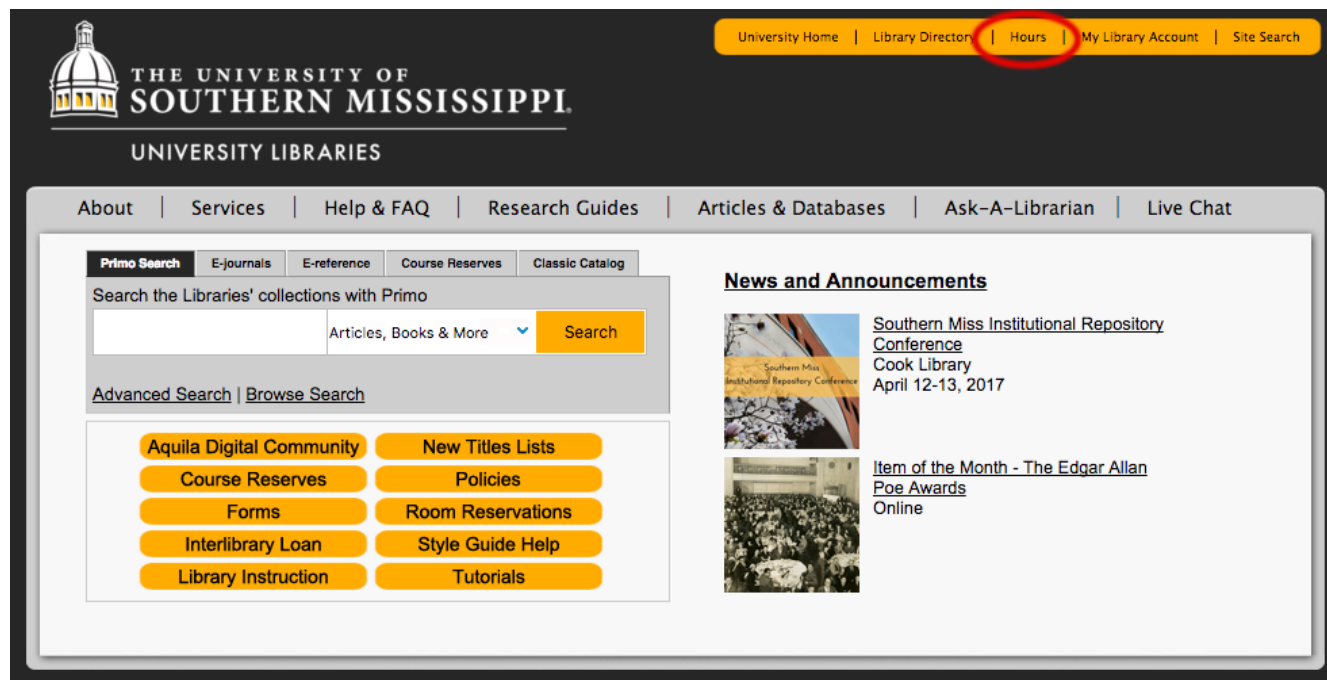 University Home | Library Directory | Hours | My Library Account | Site Search
THE UNIVERSITY OF
SOUTHERN MISSISSIPPI.
UNIVERSITY LIBRARIES
About | Services | Help & FAQ | Research Guides | Articles & Databases | Ask-A-Librarian | Live Chat
Primo Search E-journals E-reference Course Reserves Classic Catalog
Search the Libraries' collections with Primo
Articles, Books & More Search
Advanced Search | Browse Search
Aquila Digital Community New Titles Lists
Course Reserves Policies
Forms Room Reservations
Interlibrary Loan Style Guide Help
Library Instruction Tutorials
News and Announcements
Southern Miss
Institutional Repository Conference
Southern Miss Institutional Repository
Conference
Cook Library
April 12-13, 2017
Item of the Month - The Edgar Allan
Poe Awards
Online